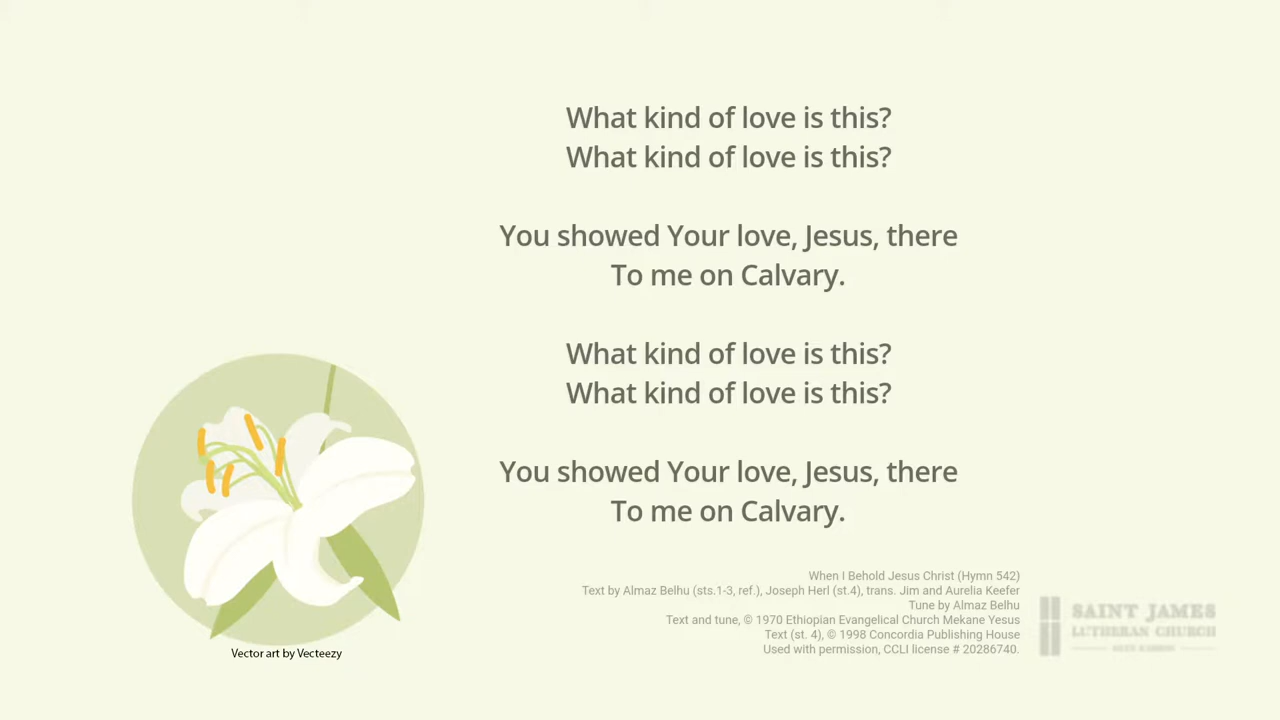 What kind of love is this?
What kind of love is this?
You showed Your love, Jesus, there
To me on Calvary.
What kind of love is this?
What kind of love is this?
You showed Your love, Jesus, there
To me on Calvary.
When I Behold Jesus Christ (Hymn 542)
Text by Almaz Belhu (sts.1-3, ref.), Joseph Herl (st.4), trans. Jim and Aurelia Keefer
Tune by Almaz Belhu
Text and tune, © 1970 Ethiopian Evangelical Church Mekane Yesus
Text (st. 4), © 1998 Concordia Publishing House
Used with permission, CCLI license # 20286740.
SAINT JAMES
LUTHERAN CHURCH
Vector art by Vecteezy